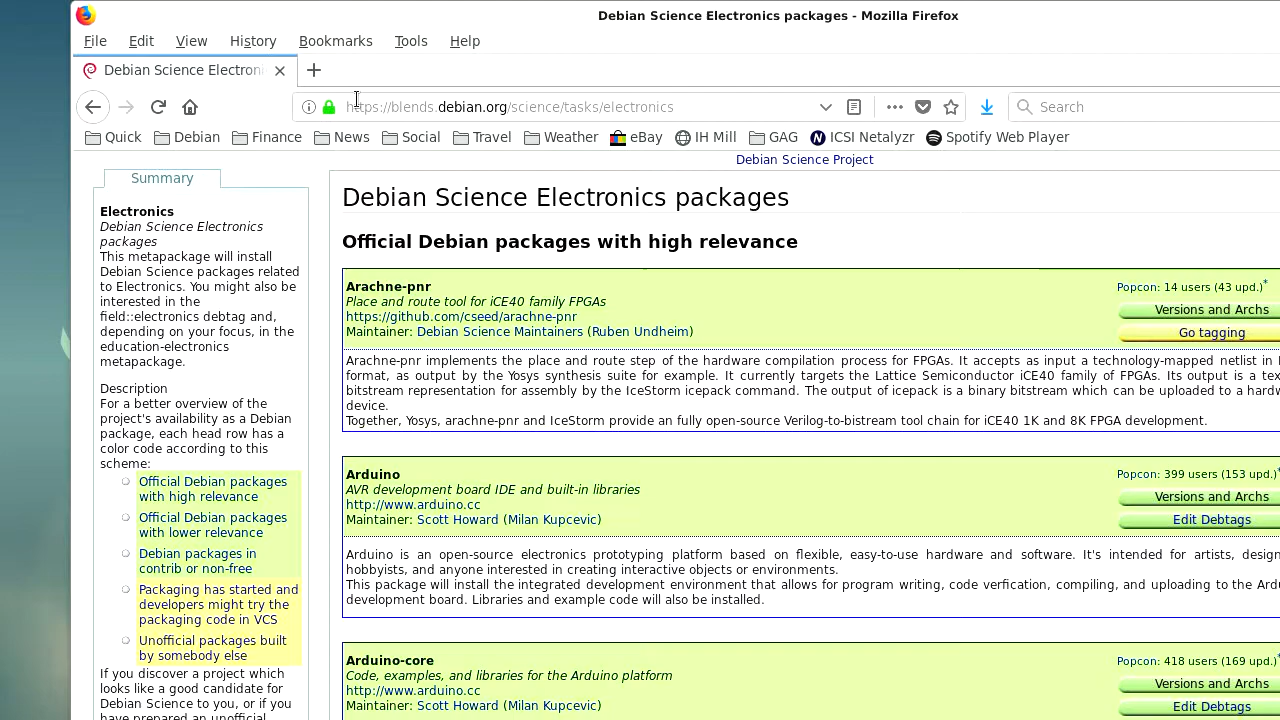 Debian Science Electronics packages - Mozilla Firefox
File Edit View History Bookmarks Tools Help
Debian Science Electroni
https://blends.debian.org/science/tasks/electronics
Search
Quick Debian Finance News Social Travel Weather eBay IH Mill GAG ICSI Netalyzr Spotify Web Player
Debian Science Project
Summary
Electronics
Debian Science Electronics
packages
This metapackage will install
Debian Science packages related
to Electronics. You might also be
interested in the
field::electronics debtag and,
depending on your focus, in the
education-electronics
metapackage.
Description
For a better overview of the
project's availability as a Debian
package, each head row has a
color code according to this
scheme:
Official Debian packages
with high relevance
Official Debian packages
with lower relevance
Debian packages in
contrib or non-free
Packaging has started and
developers might try the
packaging code in VCS
Unofficial packages built
by somebody else
If you discover a project which
looks like a good candidate for
Debian Science to you, or if you
have prepared an unofficial
Debian Science Electronics packages
Official Debian packages with high relevance
Arachne-pnr
Place and route tool for iCE40 family FPGAs
https://github.com/cseed/arachne-pnr
Maintainer: Debian Science Maintainers (Ruben Undheim)
Popcon: 14 users (43 upd.)*
Versions and Archs
Go tagging
Arachne-pnr implements the place and route step of the hardware compilation process for FPGAs. It accepts as input a technology-mapped netlist in
format, as output by the Yosys synthesis suite for example. It currently targets the Lattice Semiconductor iCE40 family of FPGAs. Its output is a tex
bitstream representation for assembly by the IceStorm icepack command. The output of icepack is a binary bitstream which can be uploaded to a hardw
device.
Together, Yosys, arachne-pnr and IceStorm provide an fully open-source Verilog-to-bitstream tool chain for iCE40 1K and 8K FPGA development.
Arduino
AVR development board IDE and built-in libraries
http://www.arduino.cc
Maintainer: Scott Howard (Milan Kupcevic)
Popcon: 399 users (153 upd.)*
Versions and Archs
Edit Debtags
Arduino is an open-source electronics prototyping platform based on flexible, easy-to-use hardware and software. It's intended for artists, design
hobbyists, and anyone interested in creating interactive objects or environments.
This package will install the integrated development environment that allows for program writing, code verfication, compiling, and uploading to the Ardu
development board. Libraries and example code will also be installed.
Arduino-core
Code, examples, and libraries for the Arduino platform
http://www.arduino.cc
Maintainer: Scott Howard (Milan Kupcevic)
Popcon: 418 users (169 upd.)*
Versions and Archs
Edit Debtags